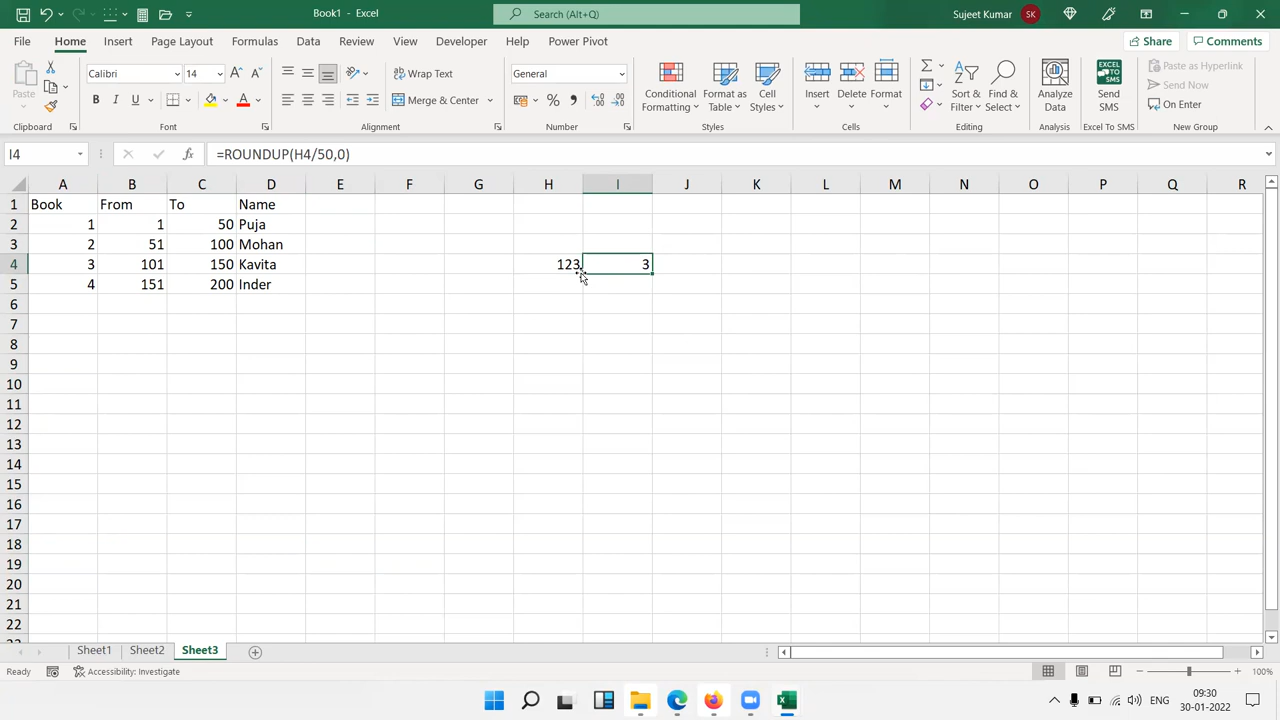 Book1 - Excel
Search (Alt+Q)
Sujeet Kumar
SK
File Home Insert Page Layout Formulas Data Review View Developer Help Power Pivot
Share
Comments
Paste
Calibri
14
B I U
Wrap Text
Merge & Center
General
Conditional Formatting
Format as Table
Cell Styles
Insert
Delete
Format
Sort & Filter
Find & Select
Analyze Data
Send SMS
Paste as Hyperlink
Send Now
On Enter
Clipboard Font Alignment Number Styles Cells Editing Analysis Excel To SMS New Group
I4
fx
=ROUNDUP(H4/50,0)
A B C D E F G H I J K L M N O P Q R
1 Book From To Name
2 1 1 50 Puja
3 2 51 100 Mohan
4 3 101 150 Kavita 123 3
5 4 151 200 Inder
6
7
8
9
10
11
12
13
14
15
16
17
18
19
20
21
22
Sheet1 Sheet2 Sheet3
Ready
Accessibility: Investigate
100%
ENG
09:30
30-01-2022